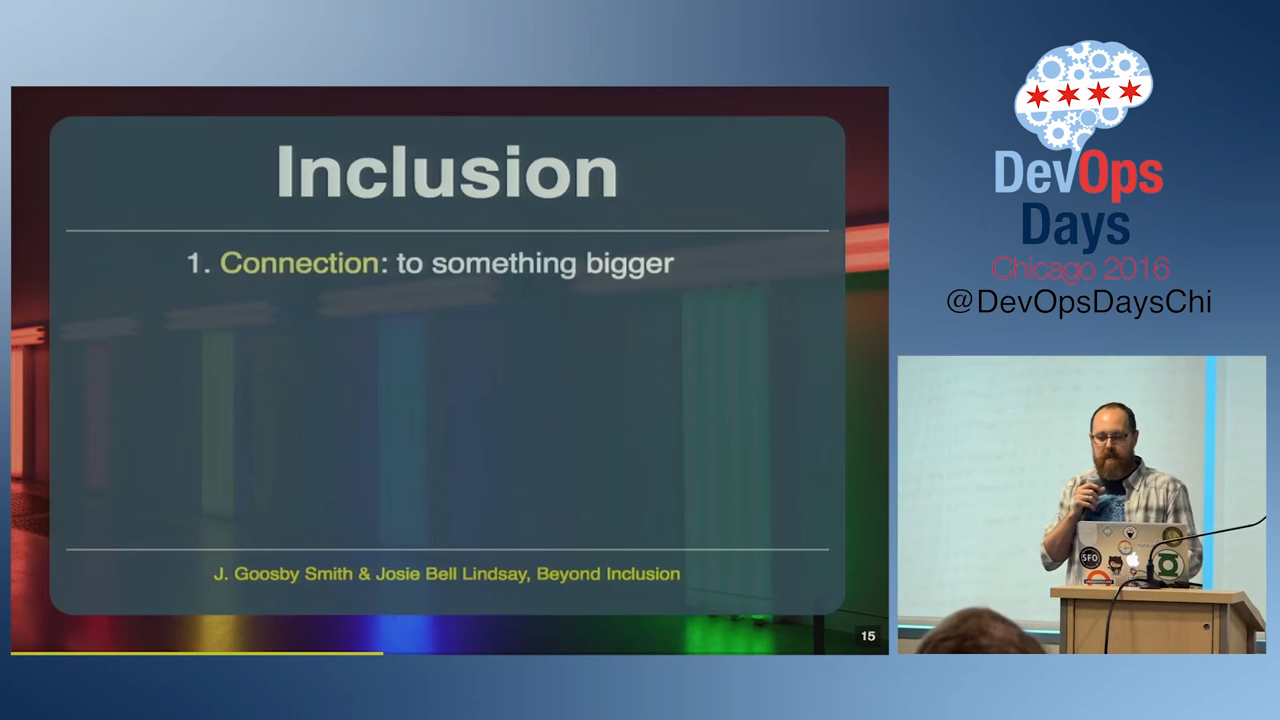 Inclusion
1. Connection: to something bigger
J. Goosby Smith & Josie Bell Lindsay, Beyond Inclusion
15
DevOps
Days
Chicago 2016
@DevOpsDaysChi
SFO